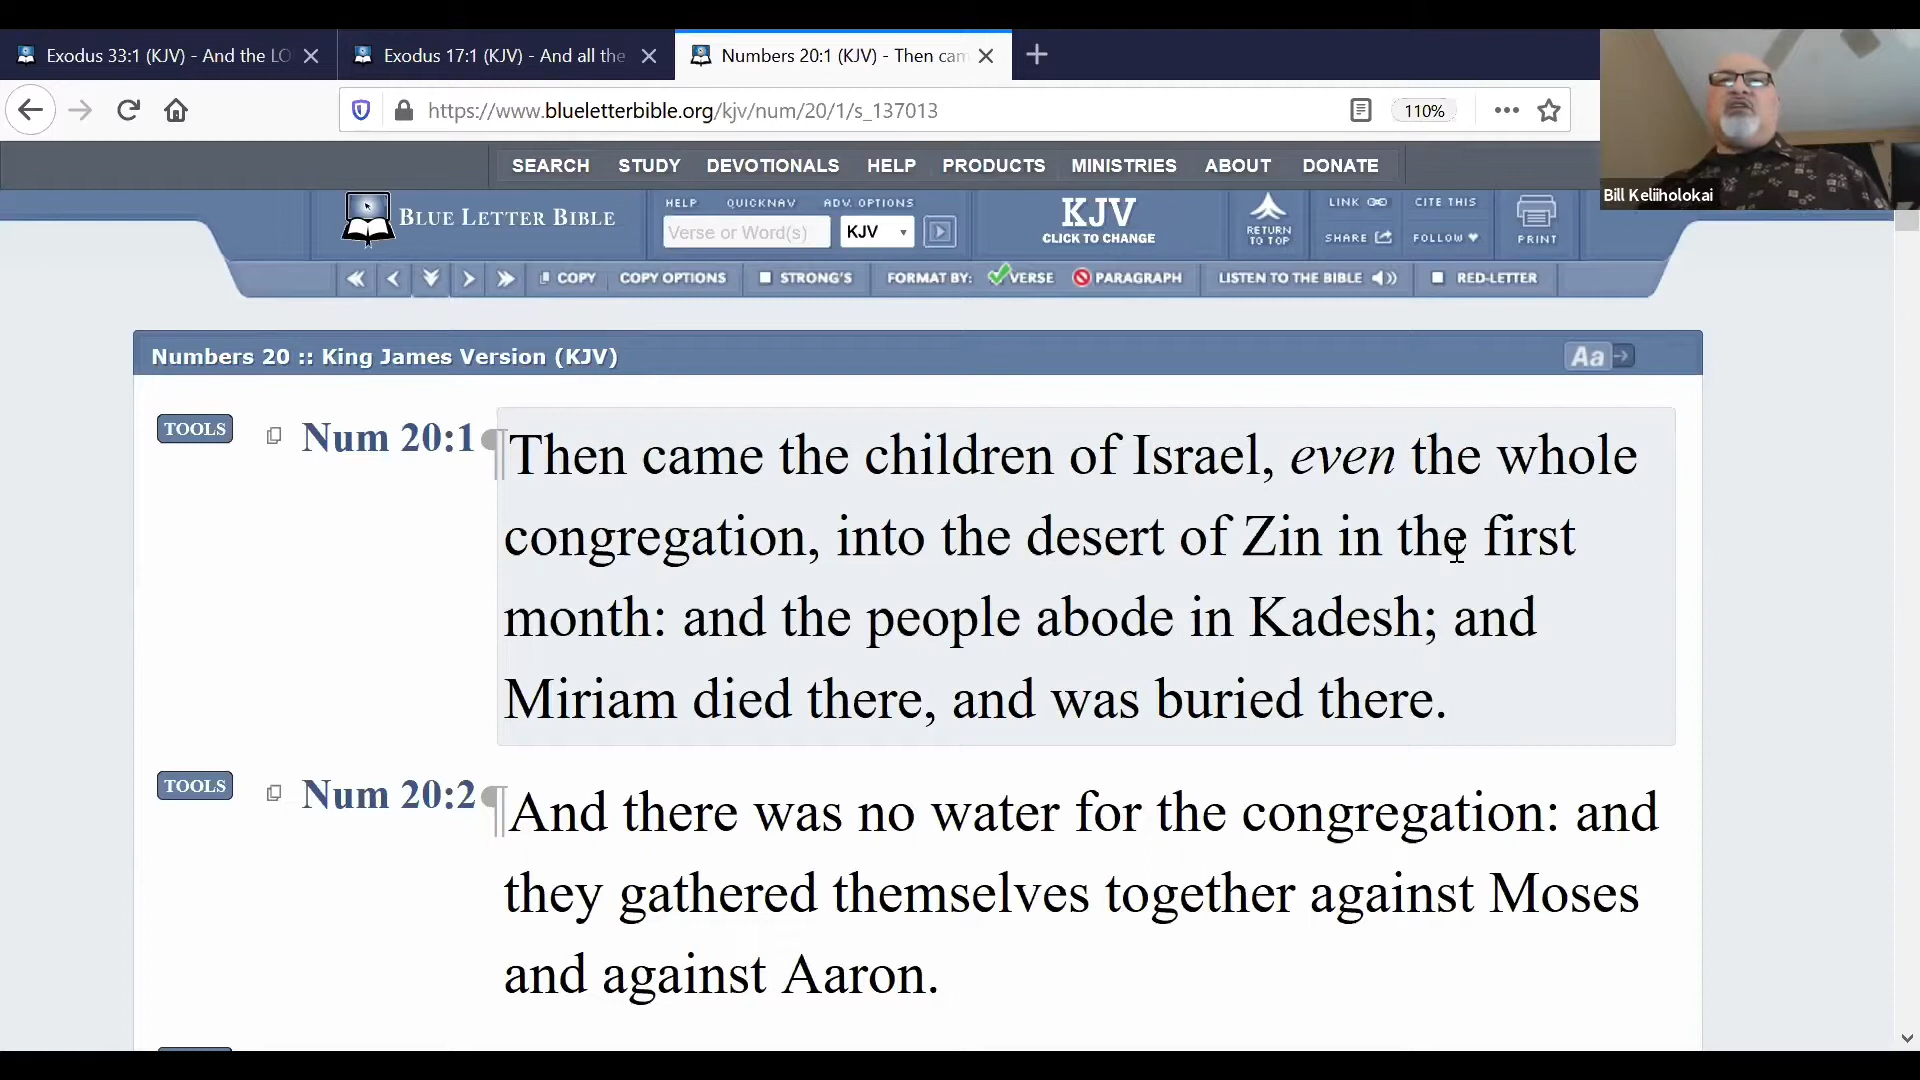 Exodus 33:1 (KJV) - And the LO
Exodus 17:1 (KJV) - And all the
Numbers 20:1 (KJV) - Then cam
https://www.blueletterbible.org/kjv/num/20/1/s_137013
110%
Bill Keliiholokai
SEARCH STUDY DEVOTIONALS HELP PRODUCTS MINISTRIES ABOUT DONATE
BLUE LETTER BIBLE
HELP QUICKNAV ADV. OPTIONS
Verse or Word(s) KJV
KJV
CLICK TO CHANGE
RETURN
TO TOP
LINK CITE THIS
SHARE FOLLOW
PRINT
COPY COPY OPTIONS STRONG'S FORMAT BY: VERSE PARAGRAPH LISTEN TO THE BIBLE RED-LETTER
Numbers 20 :: King James Version (KJV)
Aa
TOOLS Num 20:1 ¶Then came the children of Israel, even the whole
congregation, into the desert of Zin in the first
month: and the people abode in Kadesh; and
Miriam died there, and was buried there.
TOOLS Num 20:2 ¶And there was no water for the congregation: and
they gathered themselves together against Moses
and against Aaron.